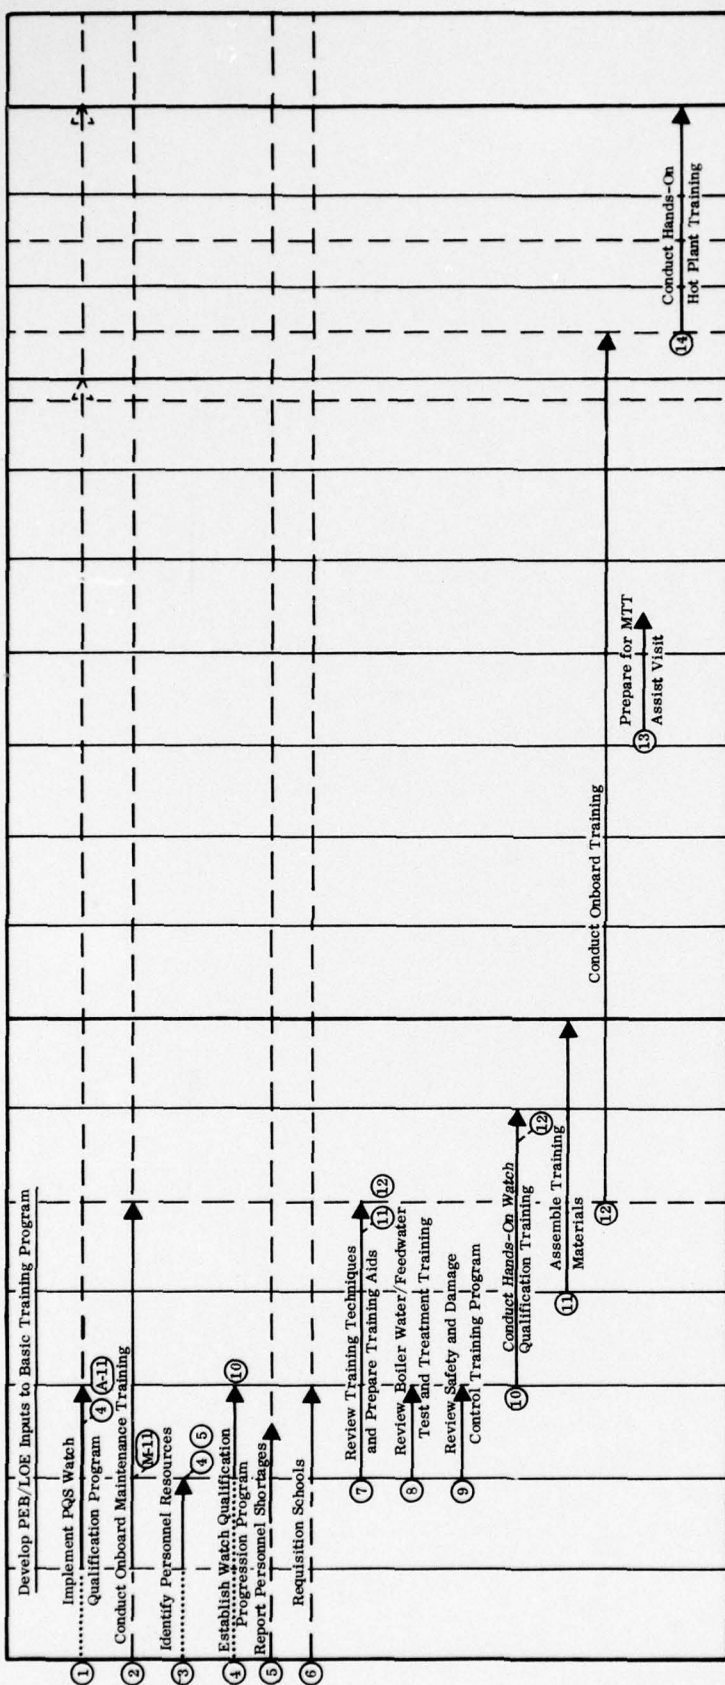 Develop PEB/LOE Inputs to Basic Training Program
1
Implement PQS Watch
Qualification Program
4
A-11
2
Conduct Onboard Maintenance Training
M-11
3
Identify Personnel Resources
4
5
4
Establish Watch Qualification
Progression Program
10
5
Report Personnel Shortages
6
Requisition Schools
7
Review Training Techniques
and Prepare Training Aids
11
12
8
Review Boiler Water/Feedwater
Test and Treatment Training
9
Review Safety and Damage
Control Training Program
10
Conduct Hands-On Watch
Qualification Training
12
11
Assemble Training
Materials
12
Conduct Onboard Training
13
Prepare for MTT
Assist Visit
14
Conduct Hands-On
Hot Plant Training